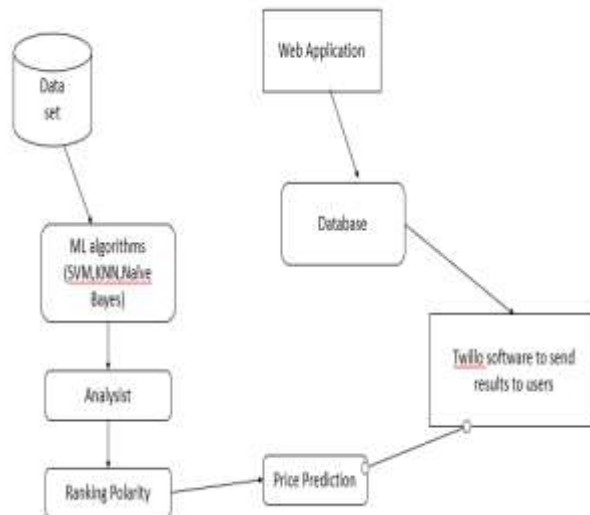 Data
set
ML algorithms
(SVM,KNN,Naïve
Bayes)
Analysist
Ranking Polarity
Price Prediction
Web Application
Database
Twillo software to send
results to users